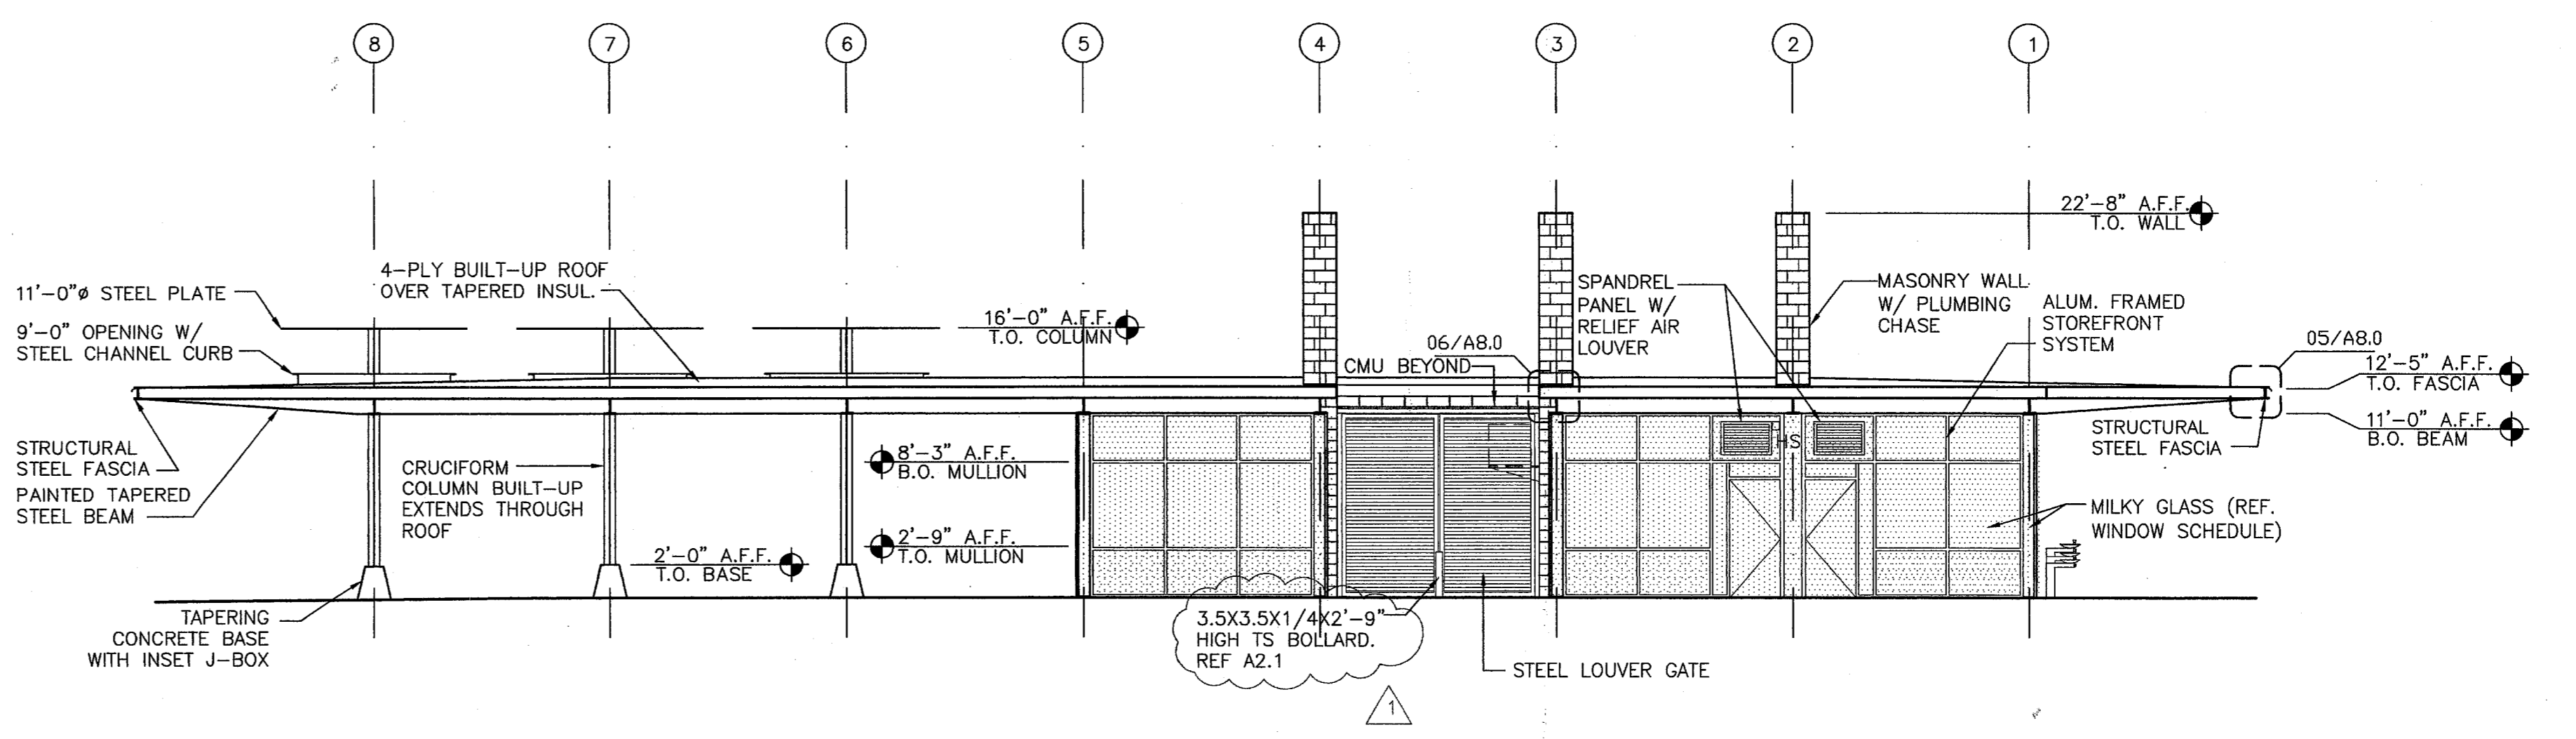 8
7
6
5
4
3
2
1
22'-8" A.F.F.
T.O. WALL
4-PLY BUILT-UP ROOF
OVER TAPERED INSUL.
11'-0"ø STEEL PLATE
9'-0" OPENING W/
STEEL CHANNEL CURB
16'-0" A.F.F.
T.O. COLUMN
06/A8.0
CMU BEYOND
SPANDREL
PANEL W/
RELIEF AIR
LOUVER
MASONRY WALL
W/ PLUMBING
CHASE
ALUM. FRAMED
STOREFRONT
SYSTEM
05/A8.0
12'-5" A.F.F.
T.O. FASCIA
11'-0" A.F.F.
B.O. BEAM
STRUCTURAL
STEEL FASCIA
STRUCTURAL
STEEL FASCIA
PAINTED TAPERED
STEEL BEAM
CRUCIFORM
COLUMN BUILT-UP
EXTENDS THROUGH
ROOF
8'-3" A.F.F.
B.O. MULLION
2'-9" A.F.F.
T.O. MULLION
2'-0" A.F.F.
T.O. BASE
HS
MILKY GLASS (REF.
WINDOW SCHEDULE)
TAPERING
CONCRETE BASE
WITH INSET J-BOX
3.5X3.5X1/4X2'-9"
HIGH TS BOLLARD.
REF A2.1
STEEL LOUVER GATE
1